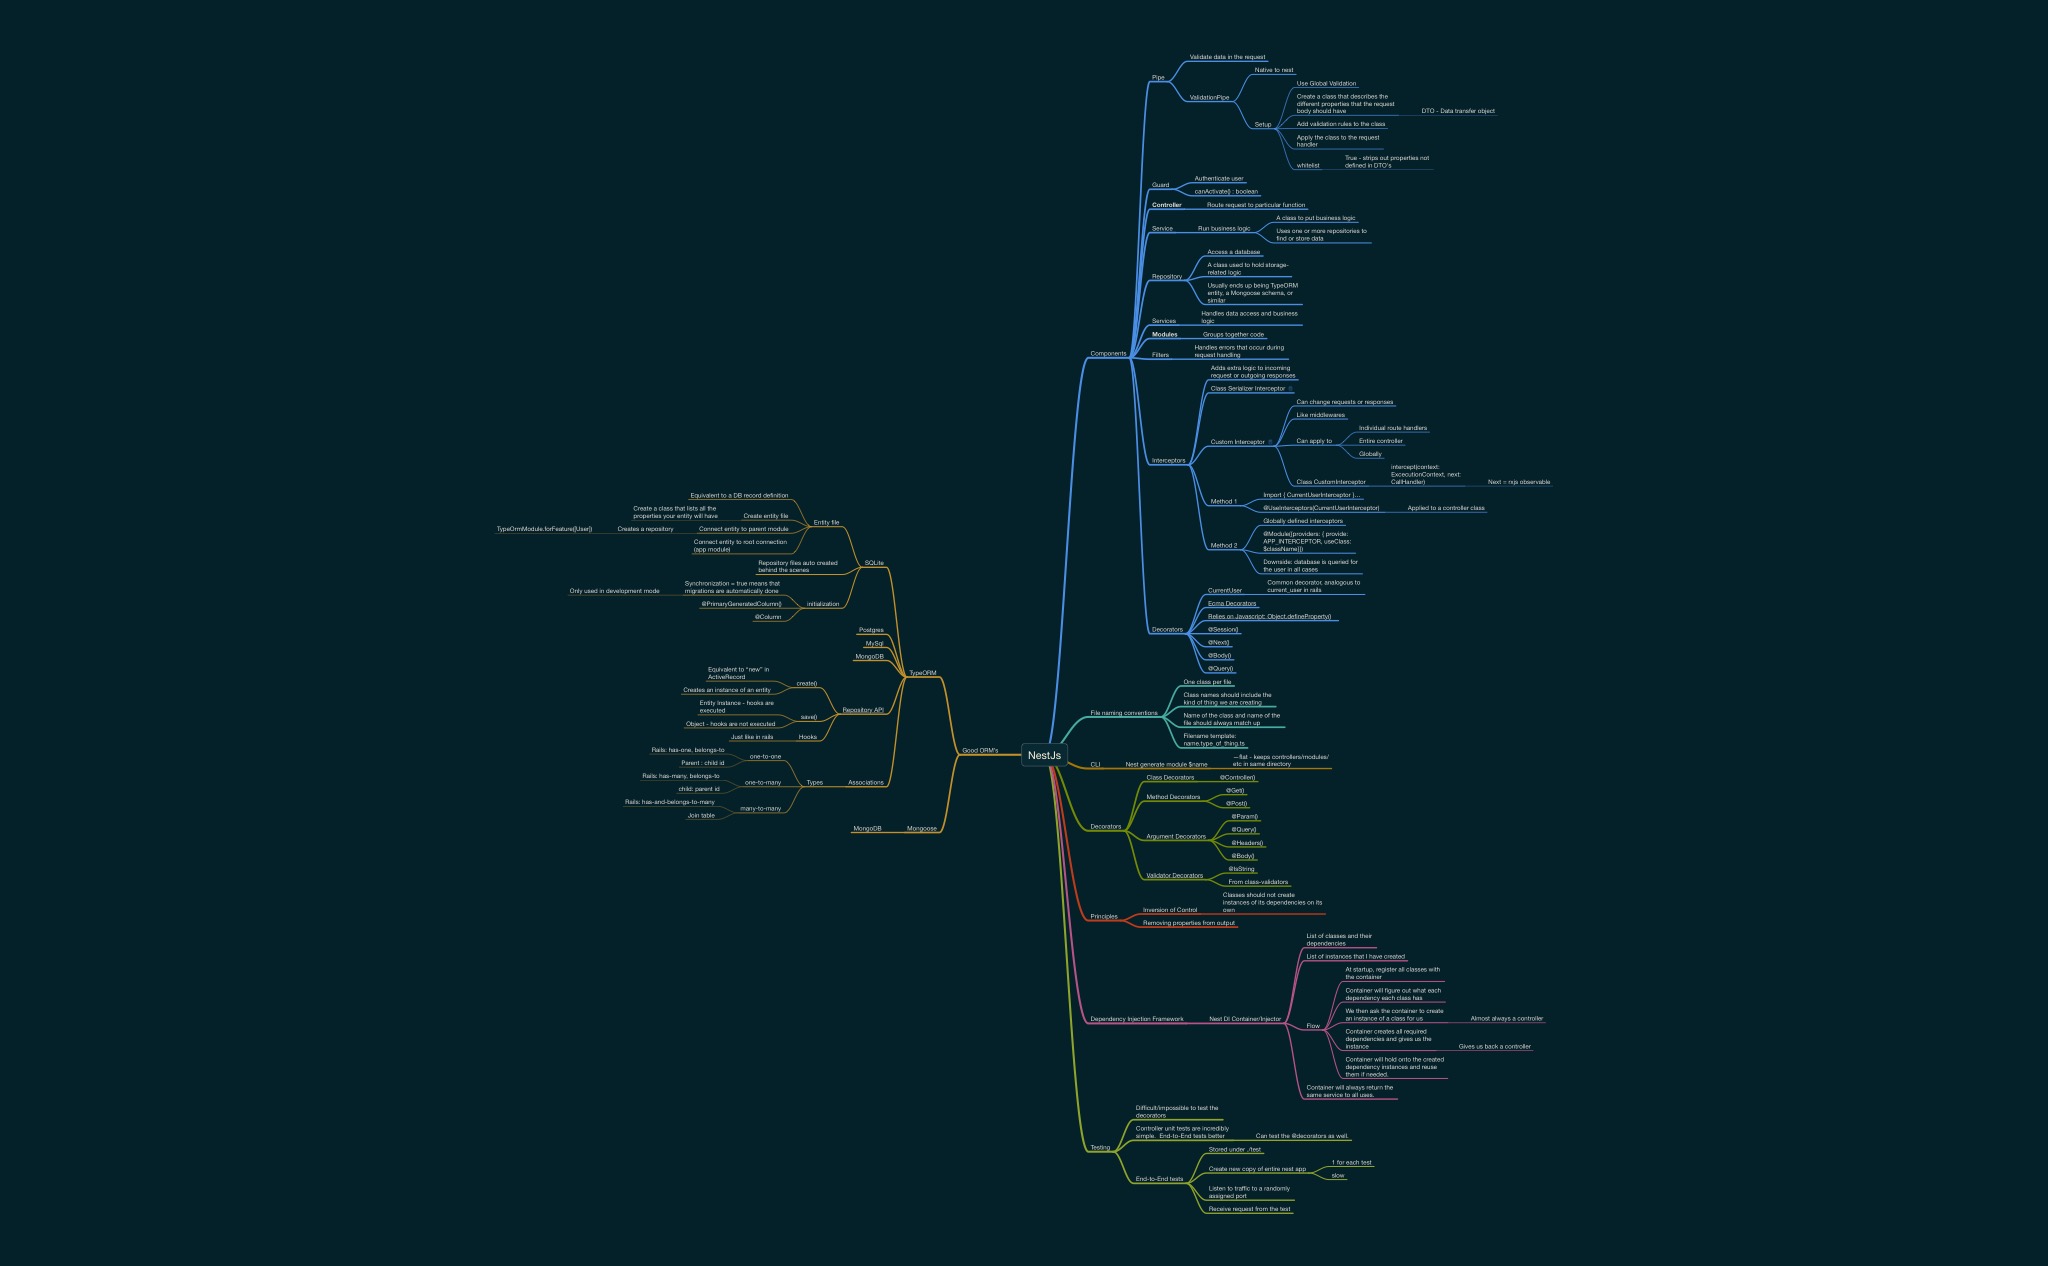 NestJs
Components
Pipe
Validate data in the request
ValidationPipe
Native to nest
Setup
Use Global Validation
Create a class that describes the
different properties that the request
body should have
DTO - Data transfer object
Add validation rules to the class
Apply the class to the request
handler
whitelist
True - strips out properties not
defined in DTO's
Guard
Authenticate user
canActivate() : boolean
Controller
Route request to particular function
Service
Run business logic
A class to put business logic
Uses one or more repositories to
find or store data
Repository
Access a database
A class used to hold storage-
related logic
Usually ends up being TypeORM
entity, a Mongoose schema, or
similar
Services
Handles data access and business
logic
Modules
Groups together code
Filters
Handles errors that occur during
request handling
Interceptors
Adds extra logic to incoming
request or outgoing responses
Class Serializer Interceptor
Custom Interceptor
Can change requests or responses
Like middlewares
Can apply to
Individual route handlers
Entire controller
Globally
Class CustomInterceptor
intercept(context:
ExcecutionContext, next:
CallHandler)
Next = rxjs observable
Method 1
Import { CurrentUserInterceptor }...
@UseInterceptors(CurrentUserInterceptor)
Applied to a controller class
Method 2
Globally defined interceptors
@Module({providers: { provide:
APP_INTERCEPTOR, useClass:
$className}})
Downside: database is queried for
the user in all cases
Decorators
CurrentUser
Common decorator, analogous to
current_user in rails
Ecma.Decorators
Relies on Javascript: Object.defineProperty()
@Session()
@Next()
@Body()
@Query()
File naming conventions
One class per file
Class names should include the
kind of thing we are creating
Name of the class and name of the
file should always match up
Filename template:
name.type_of_thing.ts
CLI
Nest generate module $name
—flat - keeps controllers/modules/
etc in same directory
Decorators
Class Decorators
@Controller()
Method Decorators
@Get()
@Post()
Argument Decorators
@Param()
@Query()
@Headers()
@Body()
Validator Decorators
@IsString
From class-validators
Principles
Inversion of Control
Classes should not create
instances of its dependencies on its
own
Removing properties from output
Dependency Injection Framework
Nest DI Container/Injector
List of classes and their
dependencies
List of instances that I have created
Flow
At startup, register all classes with
the container
Container will figure out what each
dependency each class has
We then ask the container to create
an instance of a class for us
Almost always a controller
Container creates all required
dependencies and gives us the
instance
Gives us back a controller
Container will hold onto the created
dependency instances and reuse
them if needed.
Container will always return the
same service to all uses.
Testing
Difficult/impossible to test the
decorators
Controller unit tests are incredibly
simple. End-to-End tests better
Can test the @decorators as well.
End-to-End tests
Stored under ./test
Create new copy of entire nest app
1 for each test
slow
Listen to traffic to a randomly
assigned port
Receive request from the test
Good ORM's
TypeORM
SQLite
Entity file
Equivalent to a DB record definition
Create entity file
Create a class that lists all the
properties your entity will have
Connect entity to parent module
Creates a repository
TypeOrmModule.forFeature([User])
Connect entity to root connection
(app module)
Repository files auto created
behind the scenes
initialization
Synchronization = true means that
migrations are automatically done
Only used in development mode
@PrimaryGeneratedColumn()
@Column
Postgres
MySql
MongoDB
Repository API
create()
Equivalent to "new" in
ActiveRecord
Creates an instance of an entity
save()
Entity Instance - hooks are
executed
Object - hooks are not executed
Hooks
Just like in rails
Associations
Types
one-to-one
Rails: has-one, belongs-to
Parent : child id
one-to-many
Rails: has-many, belongs-to
child: parent id
many-to-many
Rails: has-and-belongs-to-many
Join table
Mongoose
MongoDB